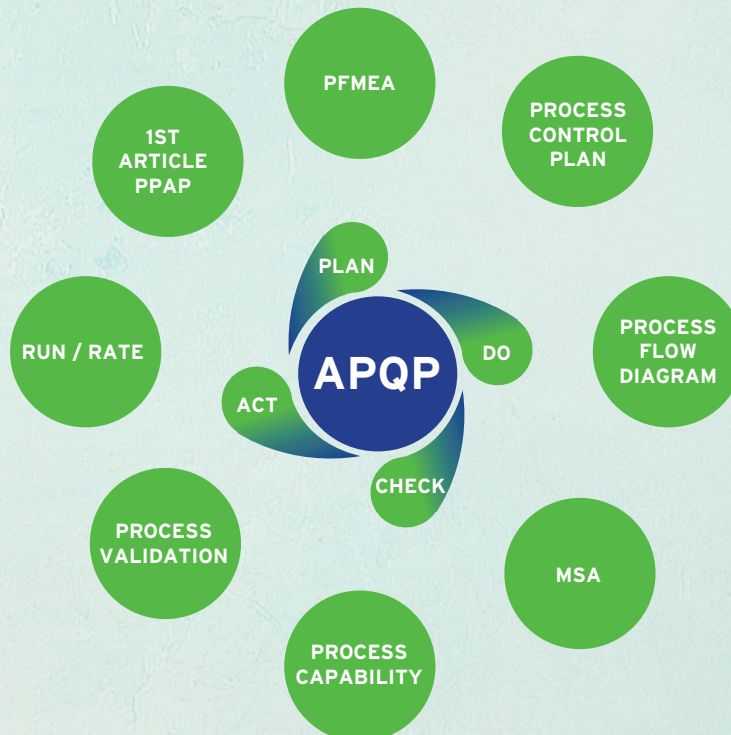 PFMEA
PROCESS
CONTROL
PLAN
1ST
ARTICLE
PPAP
PLAN
PROCESS
FLOW
DIAGRAM
RUN / RATE
DO
APQP
ACT
CHECK
PROCESS
VALIDATION
MSA
PROCESS
CAPABILITY